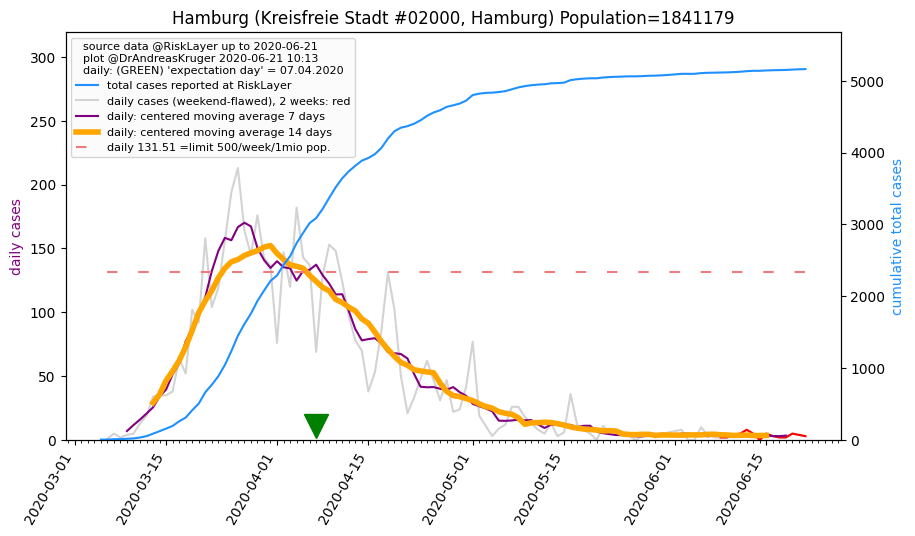 Hamburg (Kreisfreie Stadt #02000, Hamburg) Population=1841179
source data @RiskLayer up to 2020-06-21
plot @DrAndreasKruger 2020-06-21 10:13
daily: (GREEN) 'expectation day' = 07.04.2020
total cases reported at RiskLayer
daily cases (weekend-flawed), 2 weeks: red
daily: centered moving average 7 days
daily: centered moving average 14 days
daily 131.51 =limit 500/week/1mio pop.
daily cases
300
250
200
150
100
50
0
cumulative total cases
5000
4000
3000
2000
1000
0
2020-03-01
2020-03-15
2020-04-01
2020-04-15
2020-05-01
2020-05-15
2020-06-01
2020-06-15